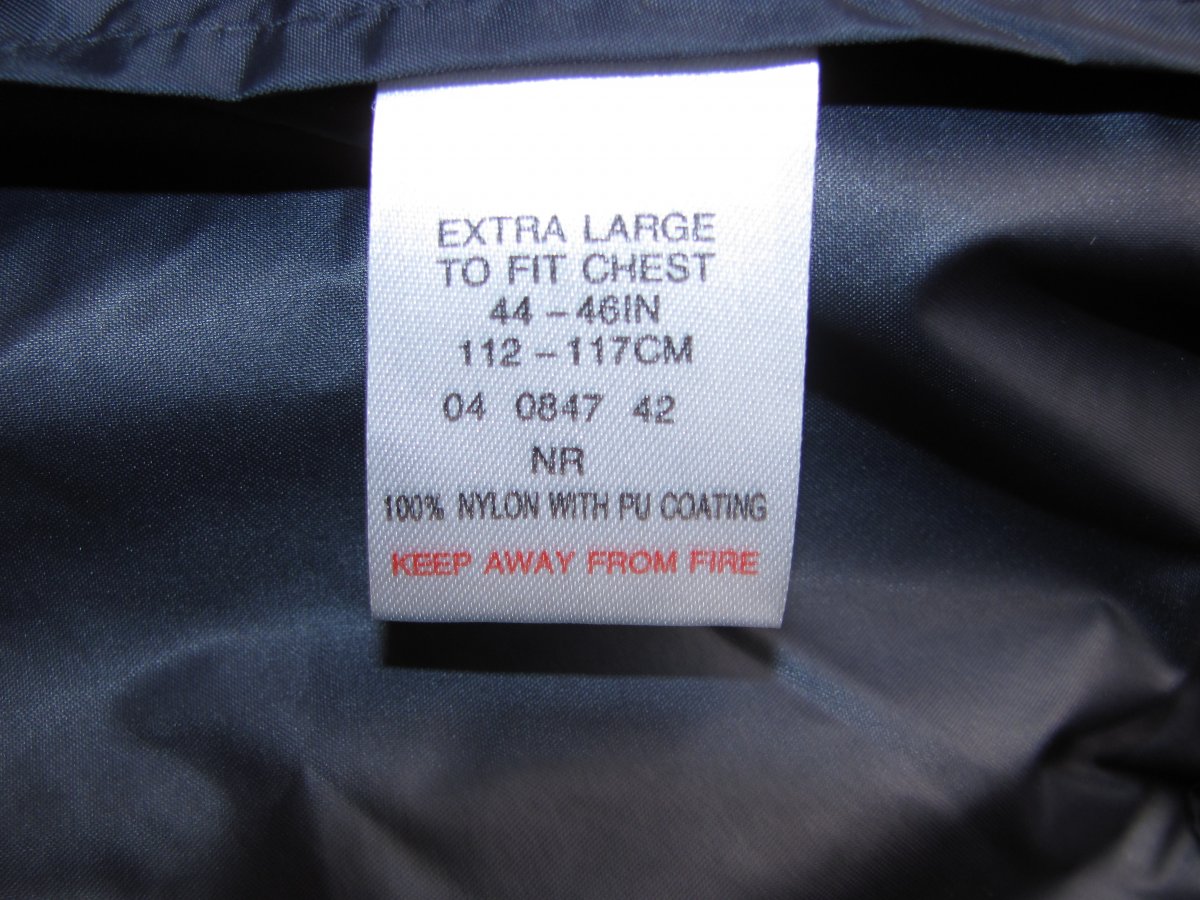 EXTRA LARGE
TO FIT CHEST
44 - 46IN
112 - 117CM
04 0847 42
NR
100% NYLON WITH PU COATING
KEEP AWAY FROM FIRE